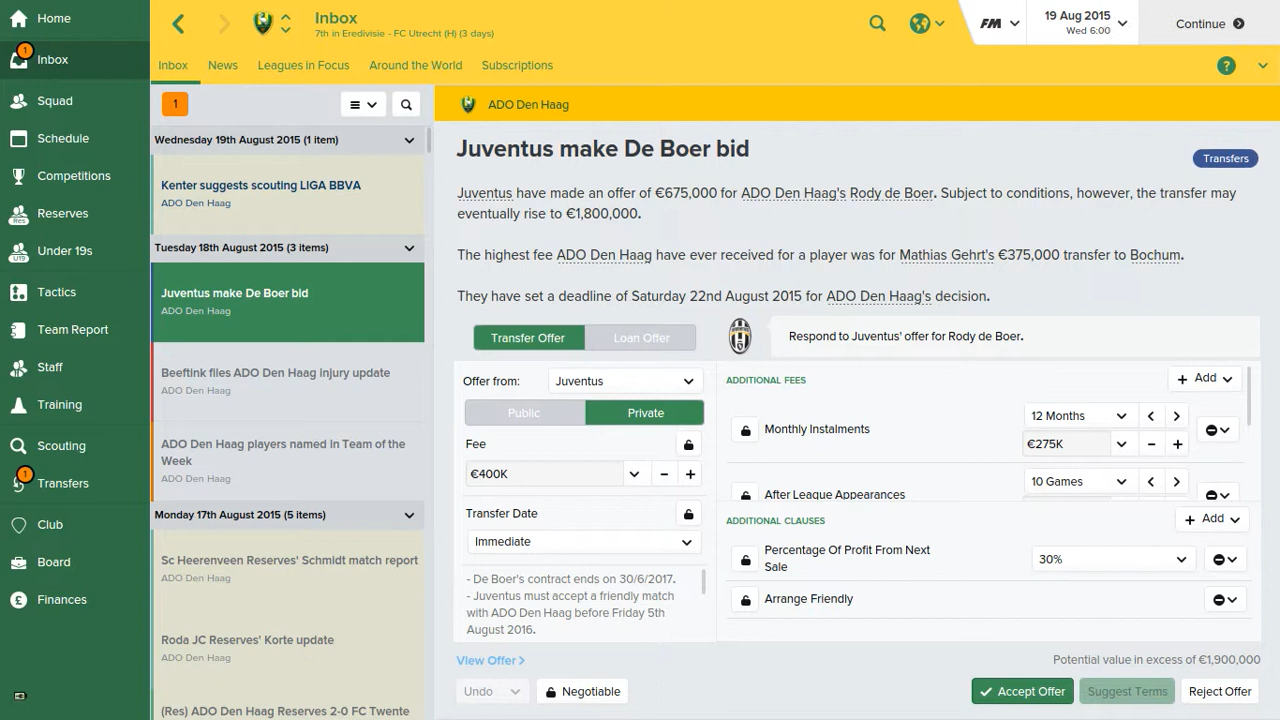 Home
1
Inbox
Squad
Schedule
Competitions
Res
Reserves
U19
Under 19s
Tactics
Team Report
Staff
Training
Scouting
1
Transfers
Club
Board
Finances
Inbox
7th in Eredivisie - FC Utrecht (H) (3 days)
FM
19 Aug 2015
Wed 6:00
Continue
Inbox
News
Leagues in Focus
Around the World
Subscriptions
?
1
Wednesday 19th August 2015 (1 item)
Kenter suggests scouting LIGA BBVA
ADO Den Haag
Tuesday 18th August 2015 (3 items)
Juventus make De Boer bid
ADO Den Haag
Beeftink files ADO Den Haag injury update
ADO Den Haag
ADO Den Haag players named in Team of the
Week
ADO Den Haag
Monday 17th August 2015 (5 items)
Sc Heerenveen Reserves' Schmidt match report
ADO Den Haag
Roda JC Reserves' Korte update
ADO Den Haag
(Res) ADO Den Haag Reserves 2-0 FC Twente
ADO Den Haag
Juventus make De Boer bid
Transfers
Juventus have made an offer of €675,000 for ADO Den Haag's Rody de Boer. Subject to conditions, however, the transfer may
eventually rise to €1,800,000.
The highest fee ADO Den Haag have ever received for a player was for Mathias Gehrt's €375,000 transfer to Bochum.
They have set a deadline of Saturday 22nd August 2015 for ADO Den Haag's decision.
Transfer Offer
Loan Offer
Respond to Juventus' offer for Rody de Boer.
Offer from:
Juventus
Public
Private
Fee
€400K
Transfer Date
Immediate
- De Boer's contract ends on 30/6/2017.
- Juventus must accept a friendly match
with ADO Den Haag before Friday 5th
August 2016.
ADDITIONAL FEES
Add
Monthly Instalments
12 Months
€275K
After League Appearances
10 Games
ADDITIONAL CLAUSES
Add
Percentage Of Profit From Next
Sale
30%
Arrange Friendly
View Offer >
Potential value in excess of €1,900,000
Undo
Negotiable
Accept Offer
Suggest Terms
Reject Offer